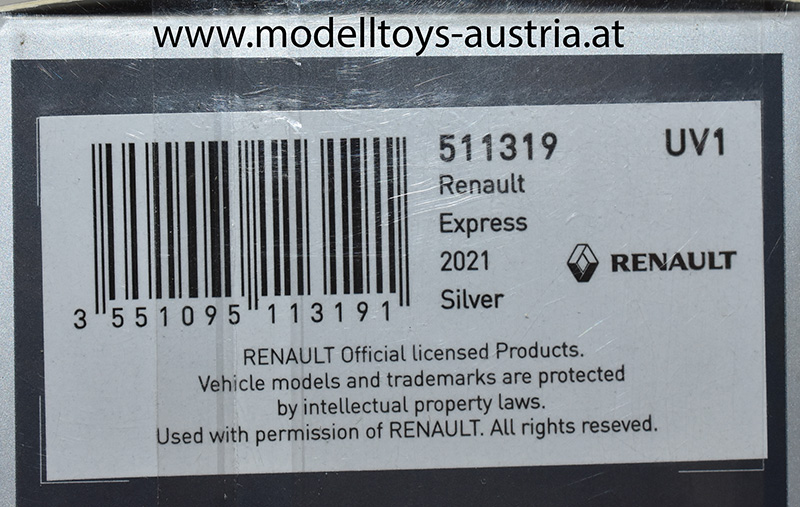 www.modelltoys-austria.at
511319 UV1
Renault
Express
2021
RENAULT
Silver
3 551095 113191
RENAULT Official licensed Products.
Vehicle models and trademarks are protected
by intellectual property laws.
Used with permission of RENAULT. All rights reseved.